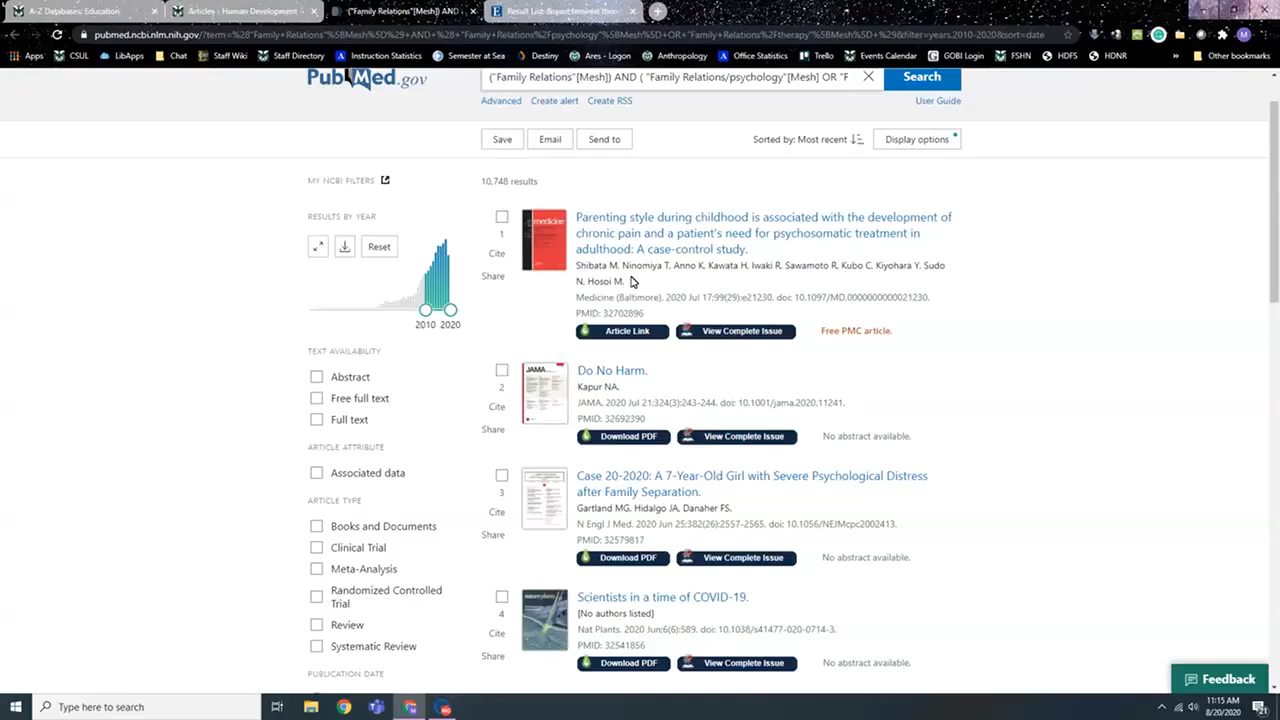 A-Z Databases: Education
Articles - Human Development
("Family Relations"[Mesh]) AND
Result List: &quot;feminist theo
pubmed.ncbi.nlm.nih.gov/?term=%28"Family+Relations"%5BMesh%5D%29+AND+%28+"Family+Relations%2Fpsychology"%5BMesh%5D+OR+"Family+Relations%2Ftherapy"%5BMesh%5D+%29&filter=years.2010-2020&sort=date
Apps
CSUL
LibApps
Chat
Staff Wiki
Staff Directory
Instruction Statistics
Semester at Sea
Destiny
Ares - Logon
Anthropology
Office Statistics
Trello
Events Calendar
GOBI Login
FSHN
HDFS
HDNR
Other bookmarks
PubMed.gov
("Family Relations"[Mesh]) AND ( "Family Relations/psychology"[Mesh] OR "F
Search
Advanced
Create alert
Create RSS
User Guide
Save
Email
Send to
Sorted by: Most recent
Display options
MY NCBI FILTERS
10,748 results
RESULTS BY YEAR
Reset
2010 2020
TEXT AVAILABILITY
Abstract
Free full text
Full text
ARTICLE ATTRIBUTE
Associated data
ARTICLE TYPE
Books and Documents
Clinical Trial
Meta-Analysis
Randomized Controlled
Trial
Review
Systematic Review
PUBLICATION DATE
1
Cite
Share
medicine
Parenting style during childhood is associated with the development of
chronic pain and a patient's need for psychosomatic treatment in
adulthood: A case-control study.
Shibata M, Ninomiya T, Anno K, Kawata H, Iwaki R, Sawamoto R, Kubo C, Kiyohara Y, Sudo
N, Hosoi M.
Medicine (Baltimore). 2020 Jul 17;99(29):e21230. doi: 10.1097/MD.0000000000021230.
PMID: 32702896
Article Link
View Complete Issue
Free PMC article.
2
Cite
Share
JAMA
Do No Harm.
Kapur NA.
JAMA. 2020 Jul 21;324(3):243-244. doi: 10.1001/jama.2020.11241.
PMID: 32692390
Download PDF
View Complete Issue
No abstract available.
3
Cite
Share
Case 20-2020: A 7-Year-Old Girl with Severe Psychological Distress
after Family Separation.
Gartland MG, Hidalgo JA, Danaher FS.
N Engl J Med. 2020 Jun 25;382(26):2557-2565. doi: 10.1056/NEJMcpc2002413.
PMID: 32579817
Download PDF
View Complete Issue
No abstract available.
4
Cite
Share
nature plants
Scientists in a time of COVID-19.
[No authors listed]
Nat Plants. 2020 Jun;6(6):589. doi: 10.1038/s41477-020-0714-3.
PMID: 32541856
Download PDF
View Complete Issue
No abstract available.
Feedback
Type here to search
11:15 AM
8/20/2020
21